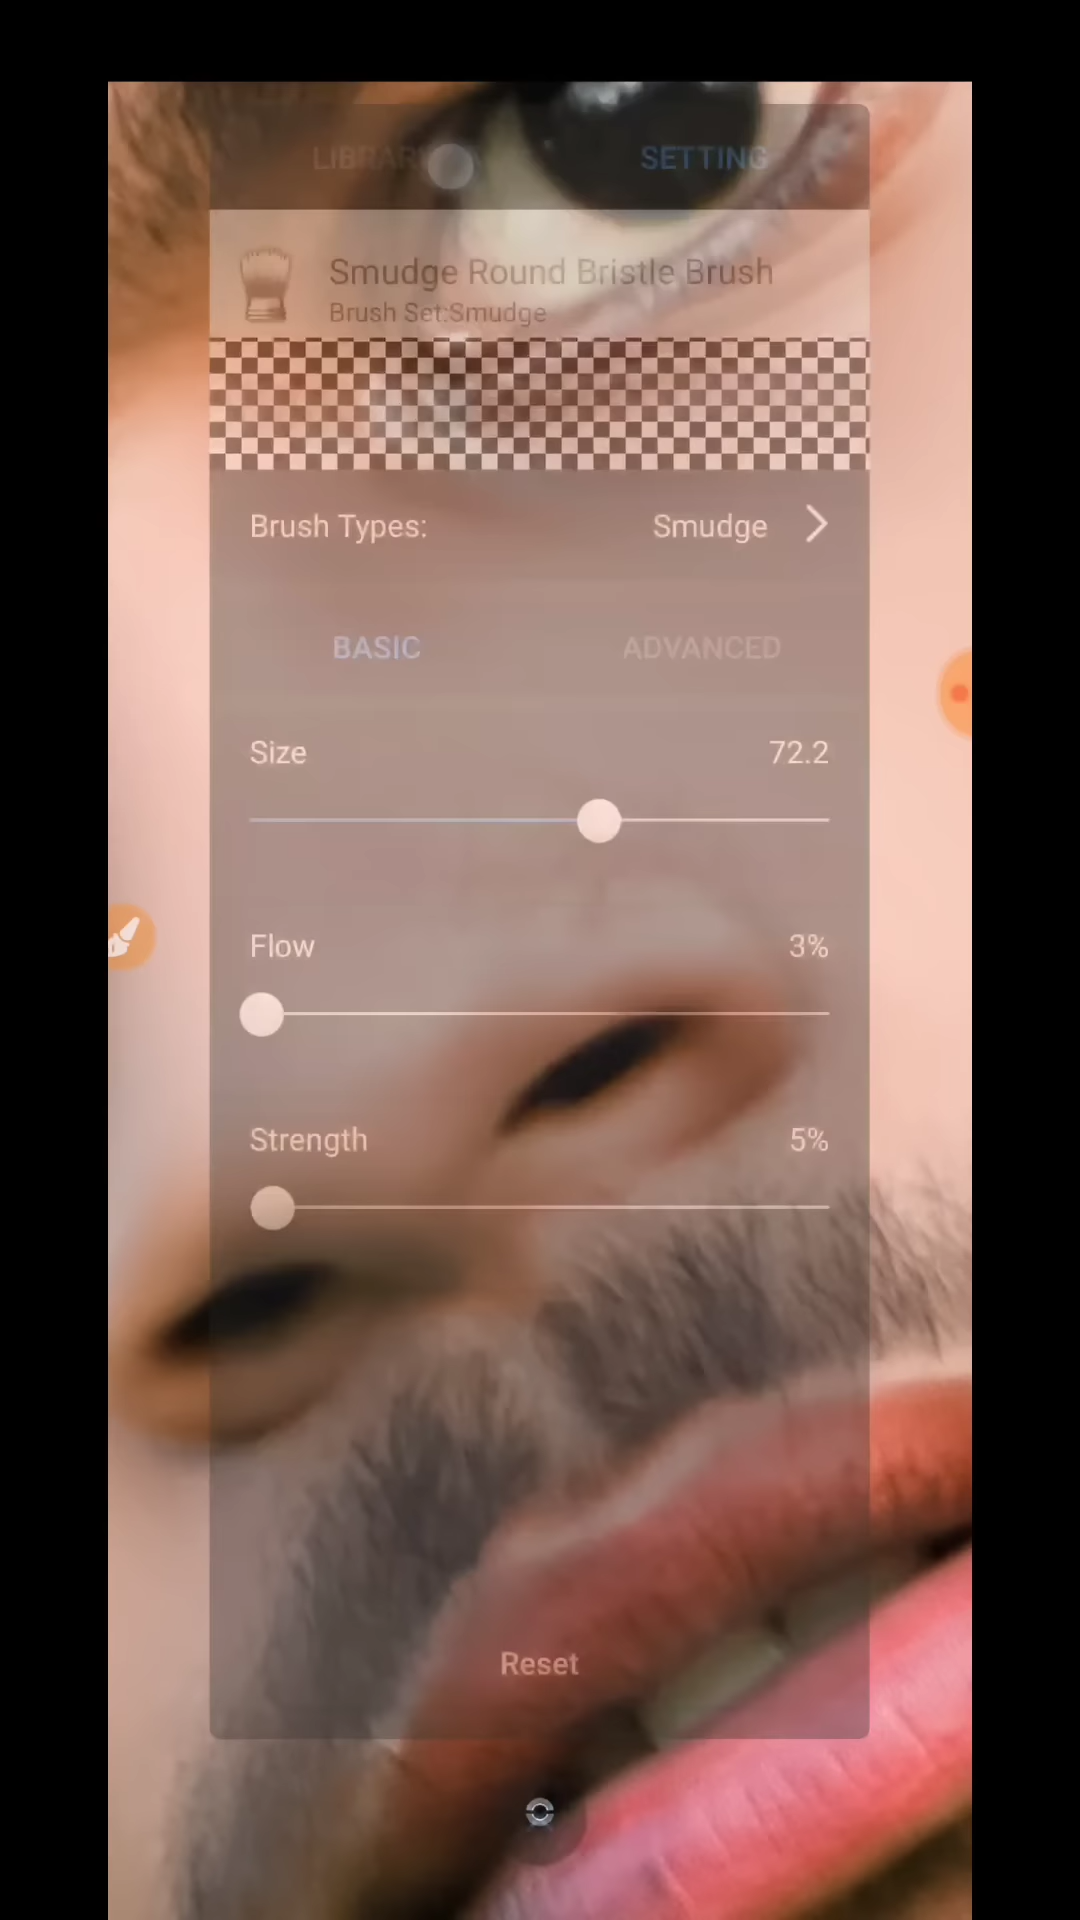 LIBRARY SETTING
Smudge Round Bristle Brush
Brush Set:Smudge
Brush Types: Smudge
BASIC ADVANCED
Size 72.2
Flow 3%
Strength 5%
Reset